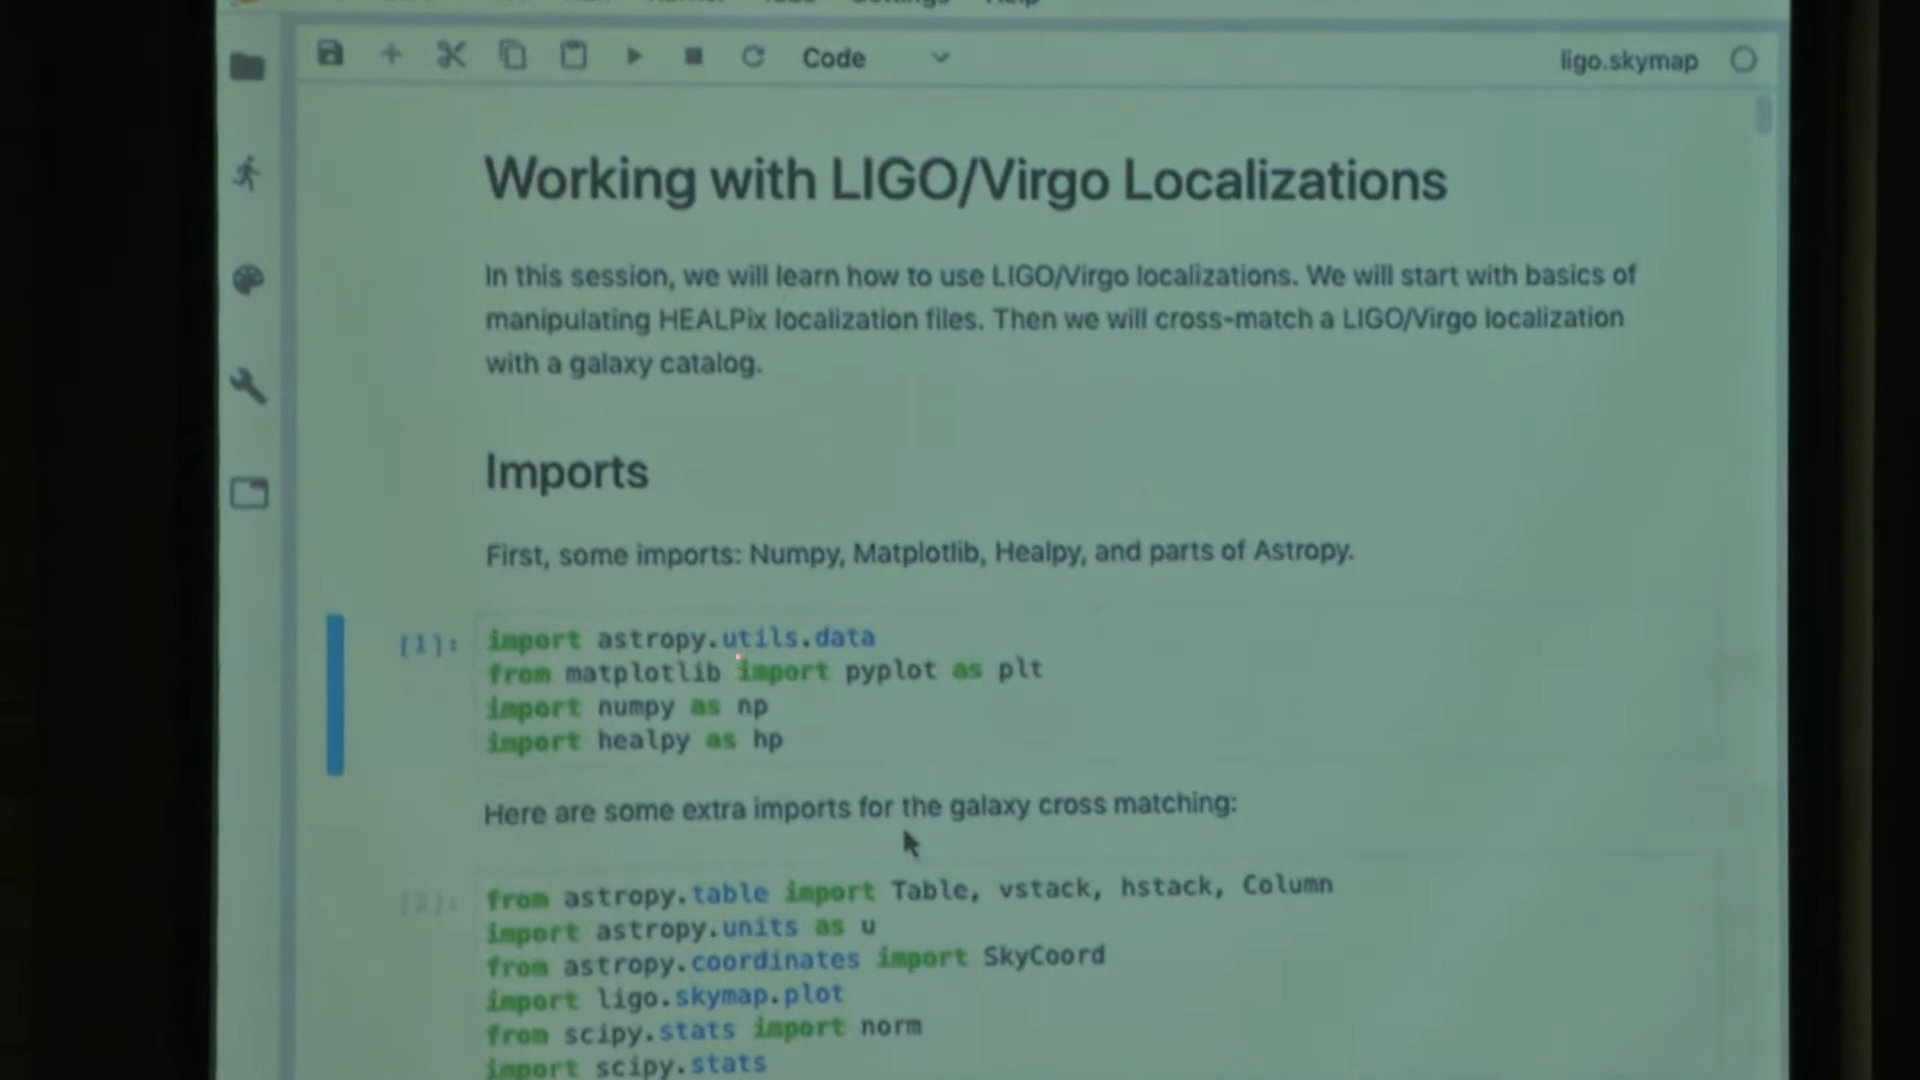 Settings Help
Code
ligo.skymap
Working with LIGO/Virgo Localizations
In this session, we will learn how to use LIGO/Virgo localizations. We will start with basics of
manipulating HEALPix localization files. Then we will cross-match a LIGO/Virgo localization
with a galaxy catalog.
Imports
First, some imports: Numpy, Matplotlib, Healpy, and parts of Astropy.
[1]:
import astropy.utils.data
from matplotlib import pyplot as plt
import numpy as np
import healpy as hp
Here are some extra imports for the galaxy cross matching:
[2]:
from astropy.table import Table, vstack, hstack, Column
import astropy.units as u
from astropy.coordinates import SkyCoord
import ligo.skymap.plot
from scipy.stats import norm
import scipy.stats